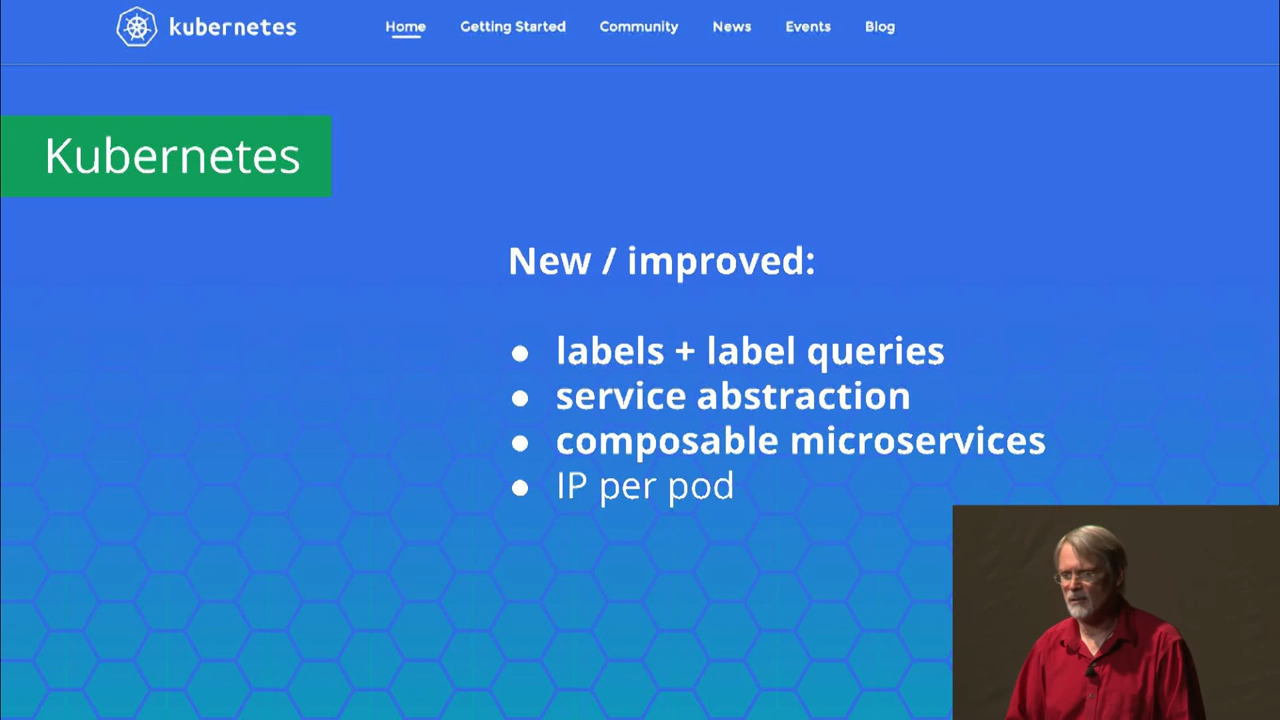 kubernetes Home Getting Started Community News Events Blog
Kubernetes
New / improved:
● labels + label queries
● service abstraction
● composable microservices
● IP per pod